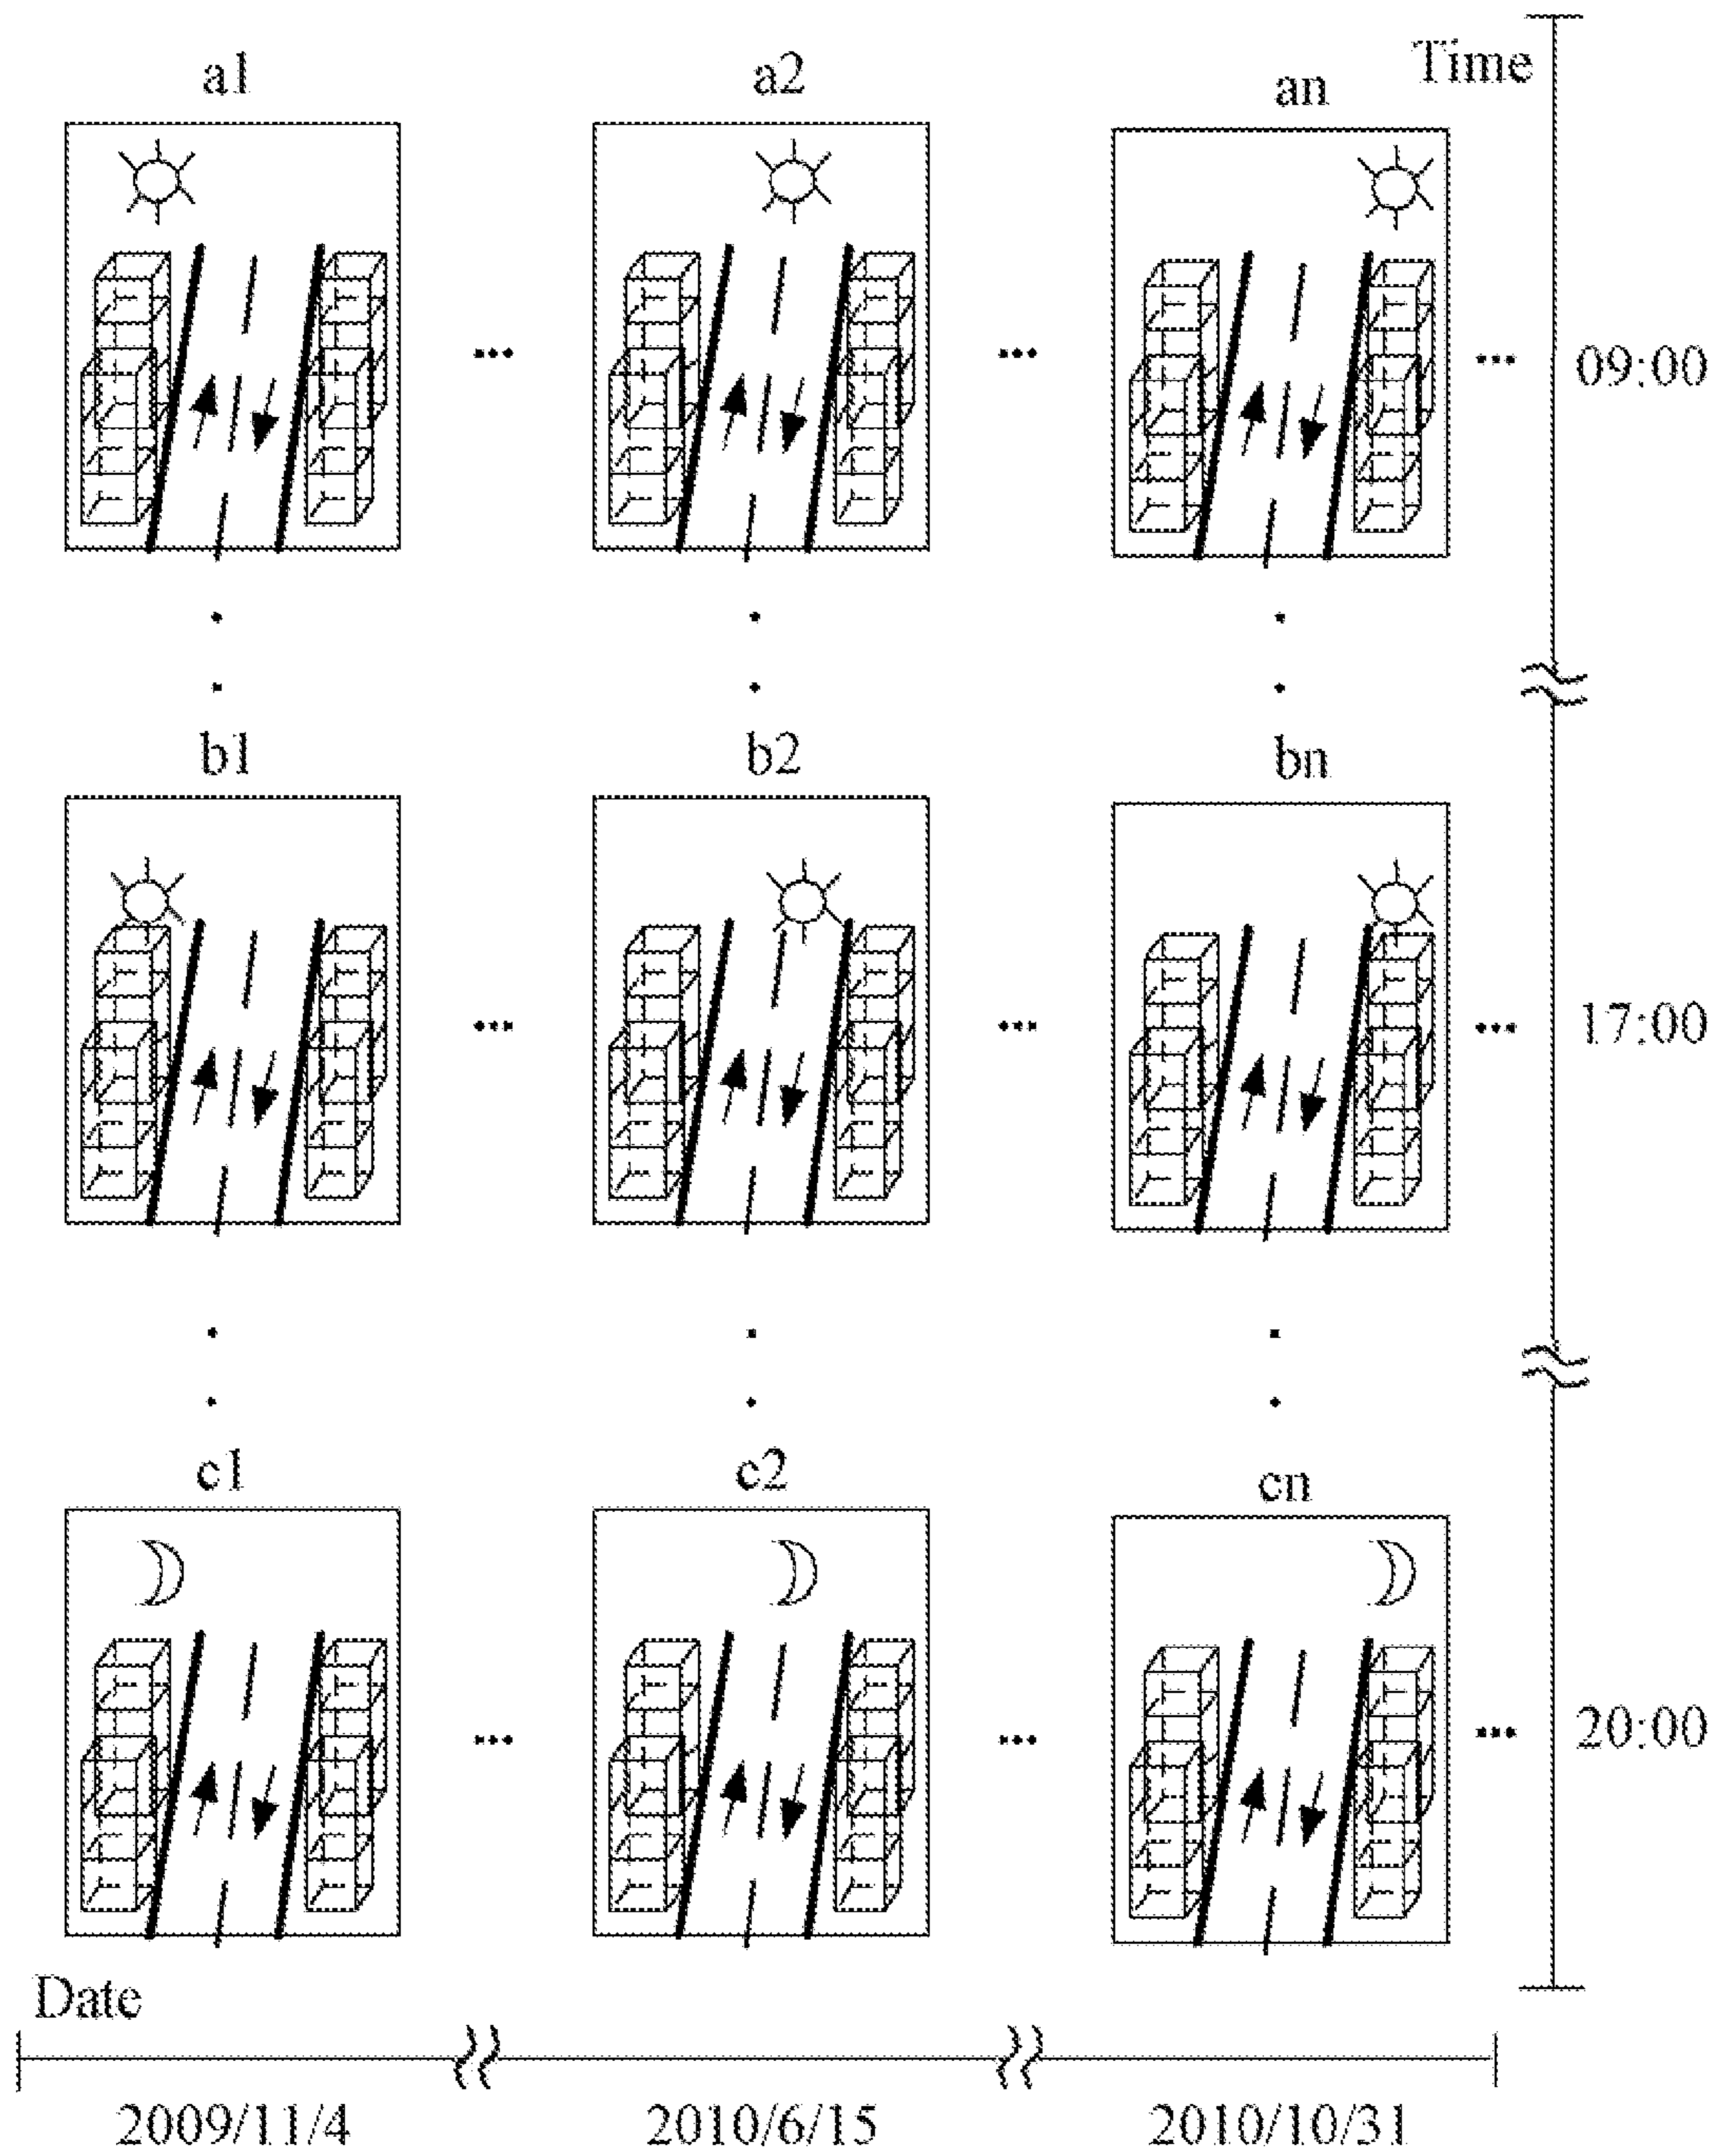 Time
a1 a2 an
09:00
b1 b2 bn
17:00
c1 c2 cn
20:00
Date
2009/11/4 2010/6/15 2010/10/31